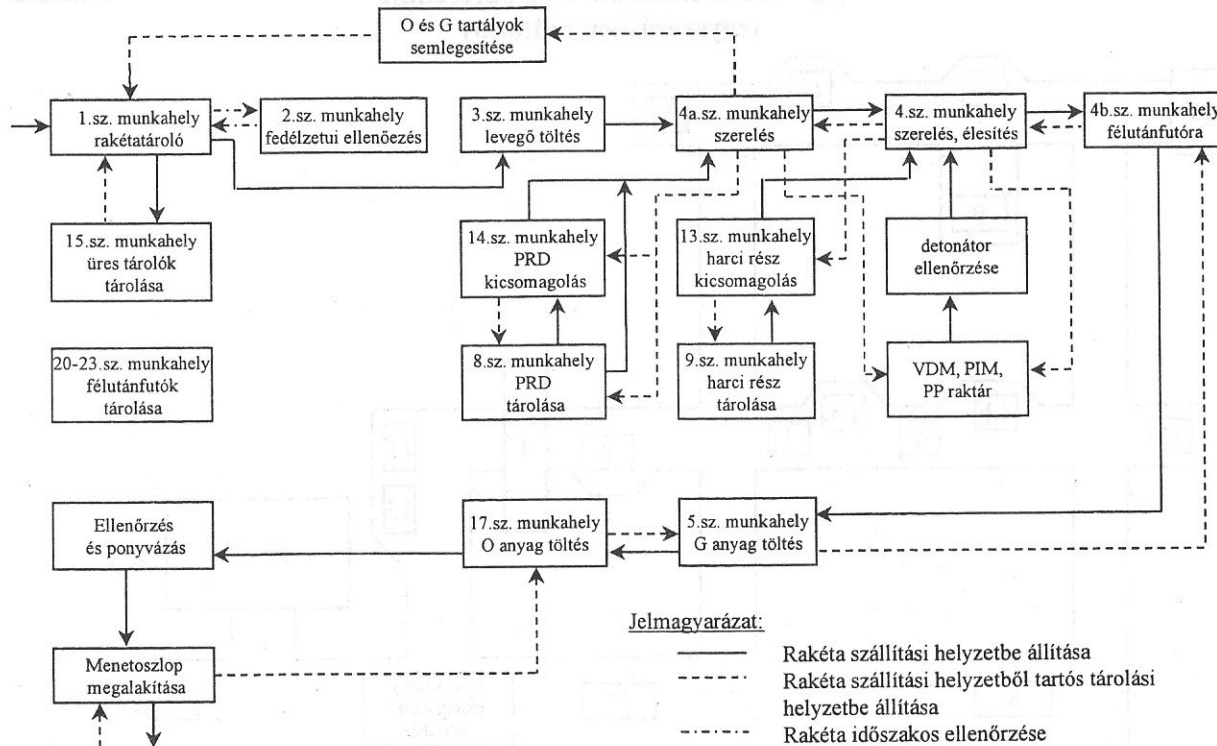 O és G tartályok
semlegesítése
1.sz. munkahely
rakétatároló
2.sz. munkahely
fedélzetui ellenőezés
3.sz. munkahely
levegő töltés
4a.sz. munkahely
szerelés
4.sz. munkahely
szerelés, élesítés
4b.sz. munkahely
félutánfutóra
15.sz. munkahely
üres tárolók
tárolása
14.sz. munkahely
PRD
kicsomagolás
13.sz. munkahely
harci rész
kicsomagolás
detonátor
ellenőrzése
20-23.sz. munkahely
félutánfutók
tárolása
8.sz. munkahely
PRD
tárolása
9.sz. munkahely
harci rész
tárolása
VDM, PIM,
PP raktár
Ellenőrzés
és ponyvázás
17.sz. munkahely
O anyag töltés
5.sz. munkahely
G anyag töltés
Menetoszlop
megalakítása
Jelmagyarázat:
Rakéta szállítási helyzetbe állítása
Rakéta szállítási helyzetből tartós tárolási
helyzetbe állítása
Rakéta időszakos ellenőrzése